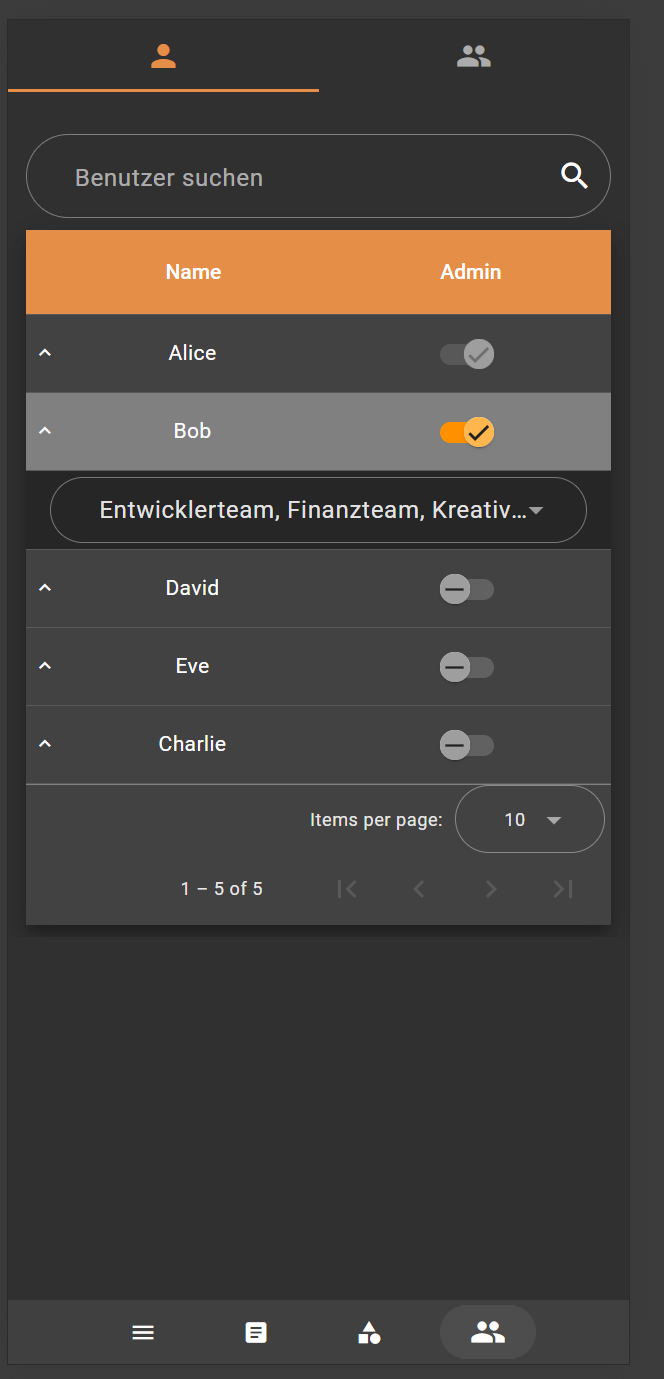 Benutzer suchen
Name Admin
Alice
Bob
Entwicklerteam, Finanzteam, Kreativ...
David
Eve
Charlie
Items per page: 10
1 – 5 of 5